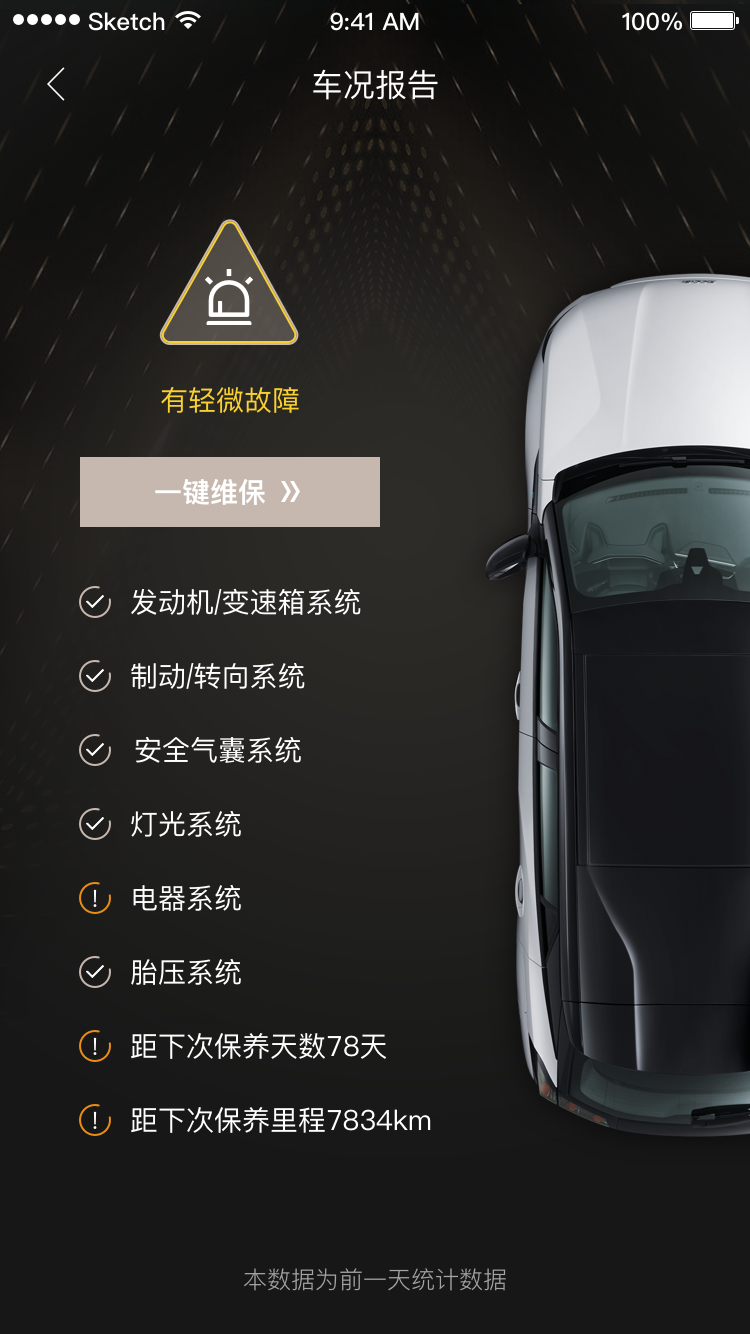 Sketch 9:41 AM 100%
车况报告
有轻微故障
一键维保
发动机/变速箱系统
制动/转向系统
安全气囊系统
灯光系统
电器系统
胎压系统
距下次保养天数78天
距下次保养里程7834km
本数据为前一天统计数据